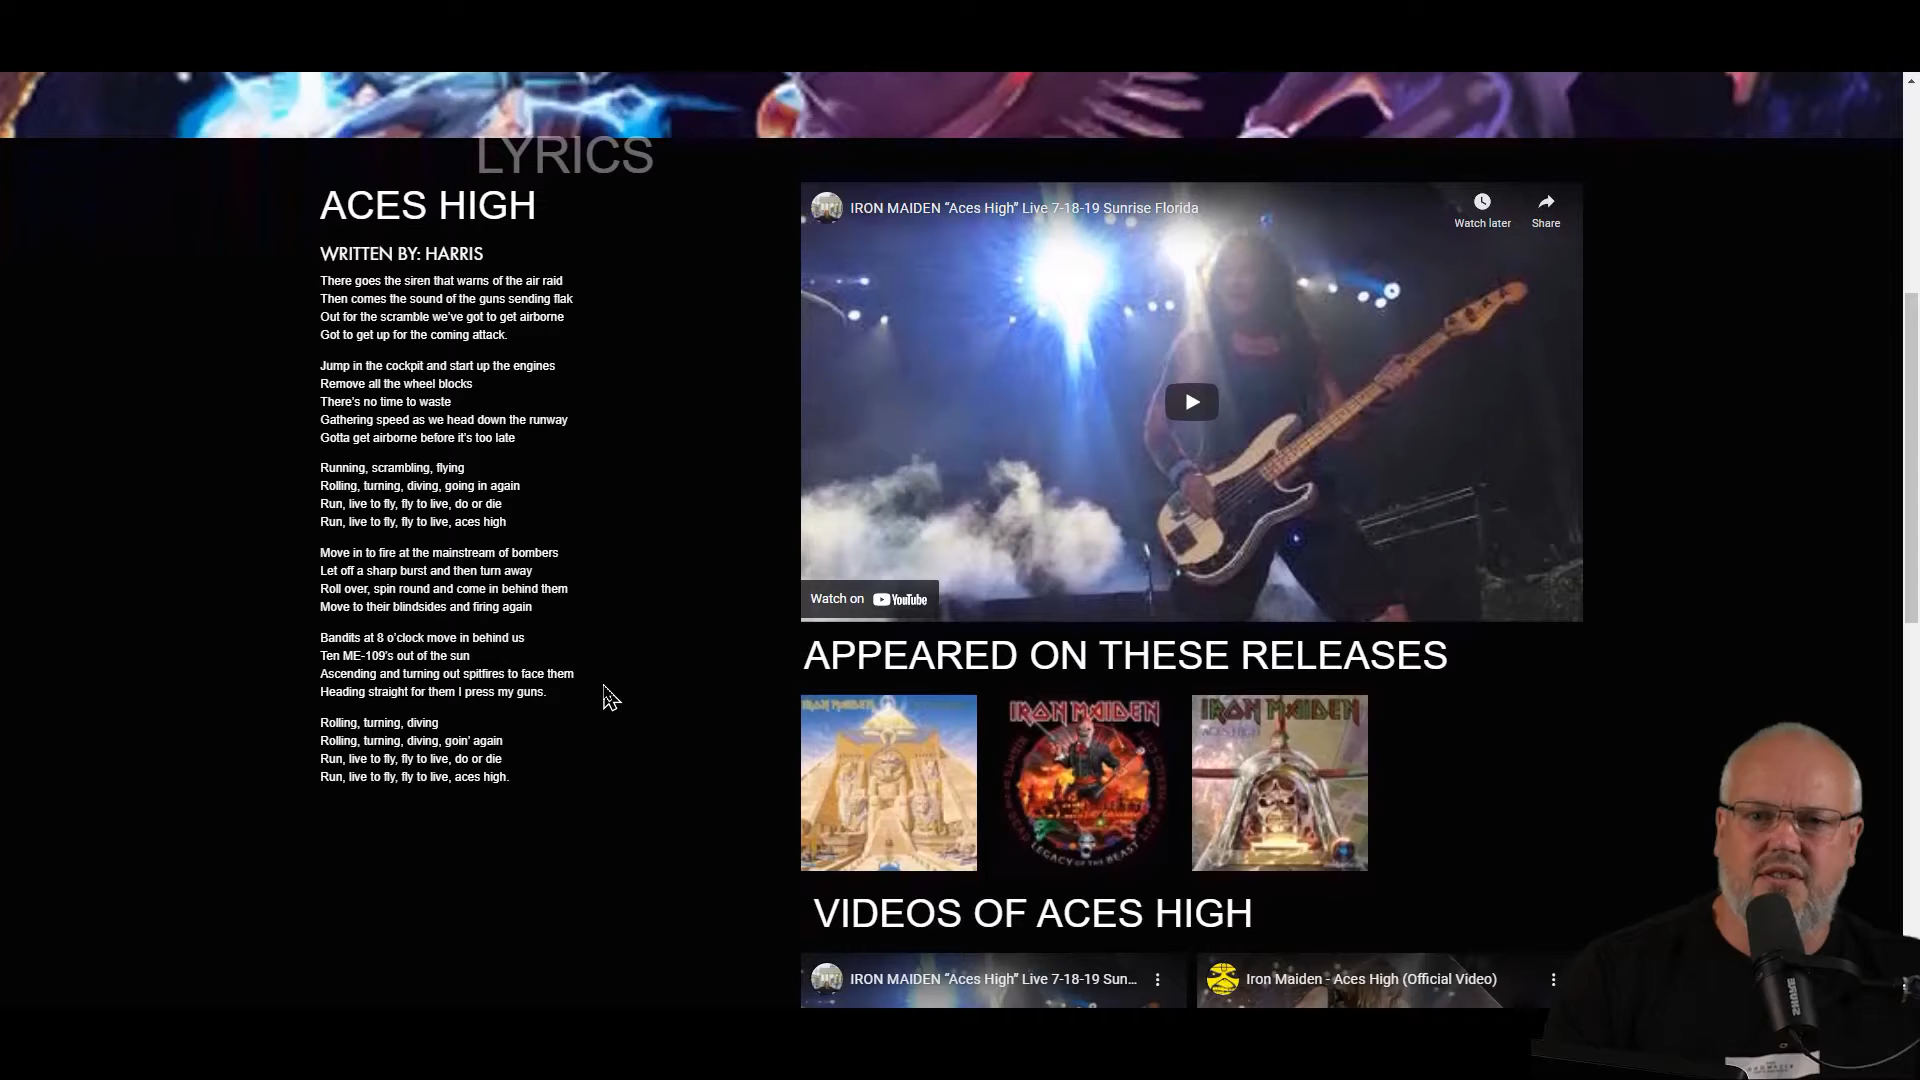 LYRICS
ACES HIGH
WRITTEN BY: HARRIS
There goes the siren that warns of the air raid
Then comes the sound of the guns sending flak
Out for the scramble we've got to get airborne
Got to get up for the coming attack.
Jump in the cockpit and start up the engines
Remove all the wheel blocks
There's no time to waste
Gathering speed as we head down the runway
Gotta get airborne before it's too late
Running, scrambling, flying
Rolling, turning, diving, going in again
Run, live to fly, fly to live, do or die
Run, live to fly, fly to live, aces high
Move in to fire at the mainstream of bombers
Let off a sharp burst and then turn away
Roll over, spin round and come in behind them
Move to their blindsides and firing again
Bandits at 8 o'clock move in behind us
Ten ME-109's out of the sun
Ascending and turning out spitfires to face them
Heading straight for them I press my guns.
Rolling, turning, diving
Rolling, turning, diving, goin' again
Run, live to fly, fly to live, do or die
Run, live to fly, fly to live, aces high.
IRON MAIDEN “Aces High” Live 7-18-19 Sunrise Florida
Watch later
Share
Watch on YouTube
APPEARED ON THESE RELEASES
IRON MAIDEN
IRON MAIDEN
LEGACY OF THE BEAST
IRON MAIDEN
ACES HIGH
VIDEOS OF ACES HIGH
IRON MAIDEN “Aces High” Live 7-18-19 Sun...
Iron Maiden - Aces High (Official Video)
SHURE